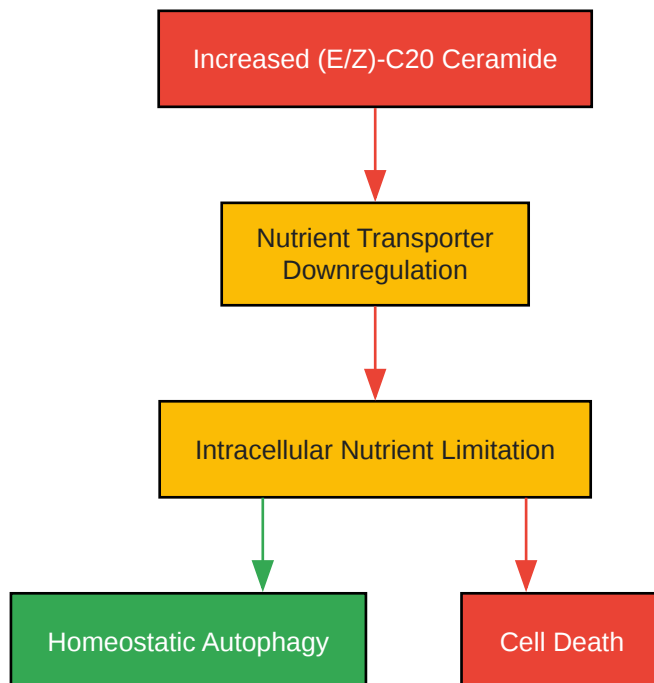 Increased (E/Z)-C20 Ceramide
Nutrient Transporter
Downregulation
Intracellular Nutrient Limitation
Homeostatic Autophagy
Cell Death